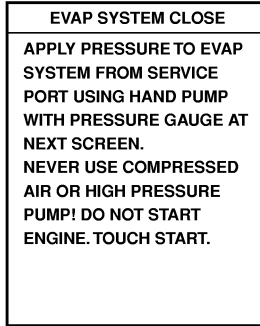 EVAP SYSTEM CLOSE
APPLY PRESSURE TO EVAP
SYSTEM FROM SERVICE
PORT USING HAND PUMP
WITH PRESSURE GAUGE AT
NEXT SCREEN.
NEVER USE COMPRESSED
AIR OR HIGH PRESSURE
PUMP! DO NOT START
ENGINE. TOUCH START.